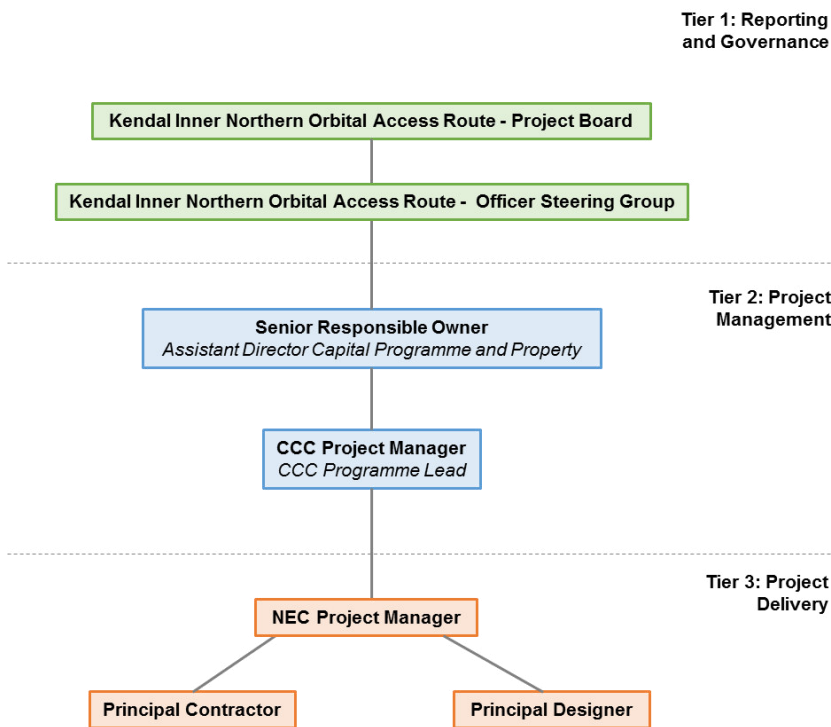 Tier 1: Reporting
and Governance
Kendal Inner Northern Orbital Access Route - Project Board
Kendal Inner Northern Orbital Access Route -  Officer Steering Group
Tier 2: Project
Management
Senior Responsible Owner
Assistant Director Capital Programme and Property
CCC Project Manager
CCC Programme Lead
Tier 3: Project
Delivery
NEC Project Manager
Principal Contractor
Principal Designer